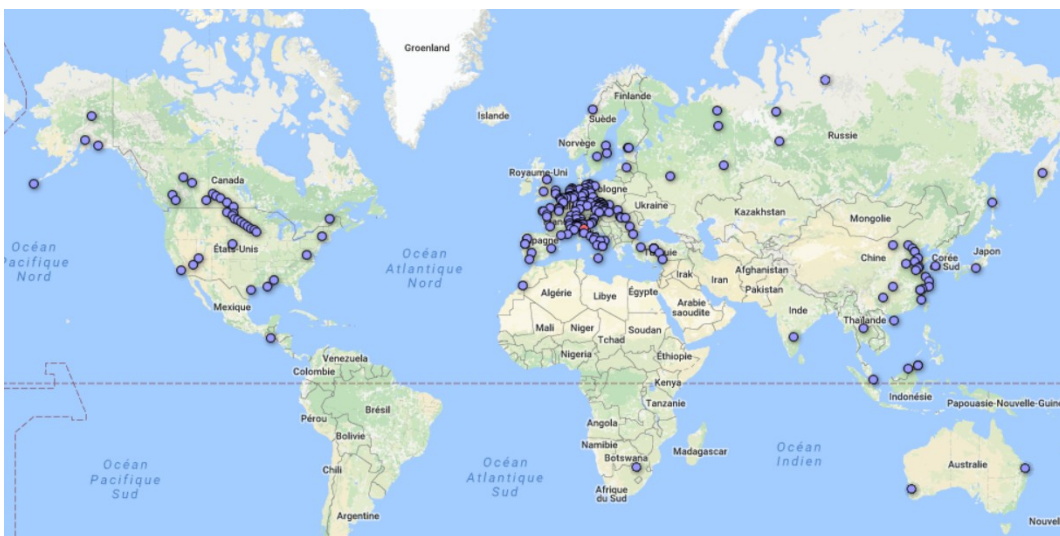 Groenland
Islande
Finlande
Suède
Norvège
Russie
Canada
Royaume-Uni
Ukraine
Kazakhstan
Mongolie
États-Unis
Océan
Pacifique
Nord
Océan
Atlantique
Nord
Chine
Corée
du Sud
Japon
Irak
Iran
Afghanistan
Pakistan
Algérie
Libye
Égypte
Arabie
saoudite
Inde
Mexique
Mali
Niger
Tchad
Soudan
Thaïlande
Nigeria
Éthiopie
Venezuela
Colombie
Kenya
Tanzanie
Indonésie
Papouasie-Nouvelle-Guin
Pérou
Brésil
Bolivie
Angola
Namibie
Botswana
Madagascar
Océan
Indien
Australie
Océan
Pacifique
Sud
Chili
Océan
Atlantique
Sud
Afrique
du Sud
Argentine
Nouvel